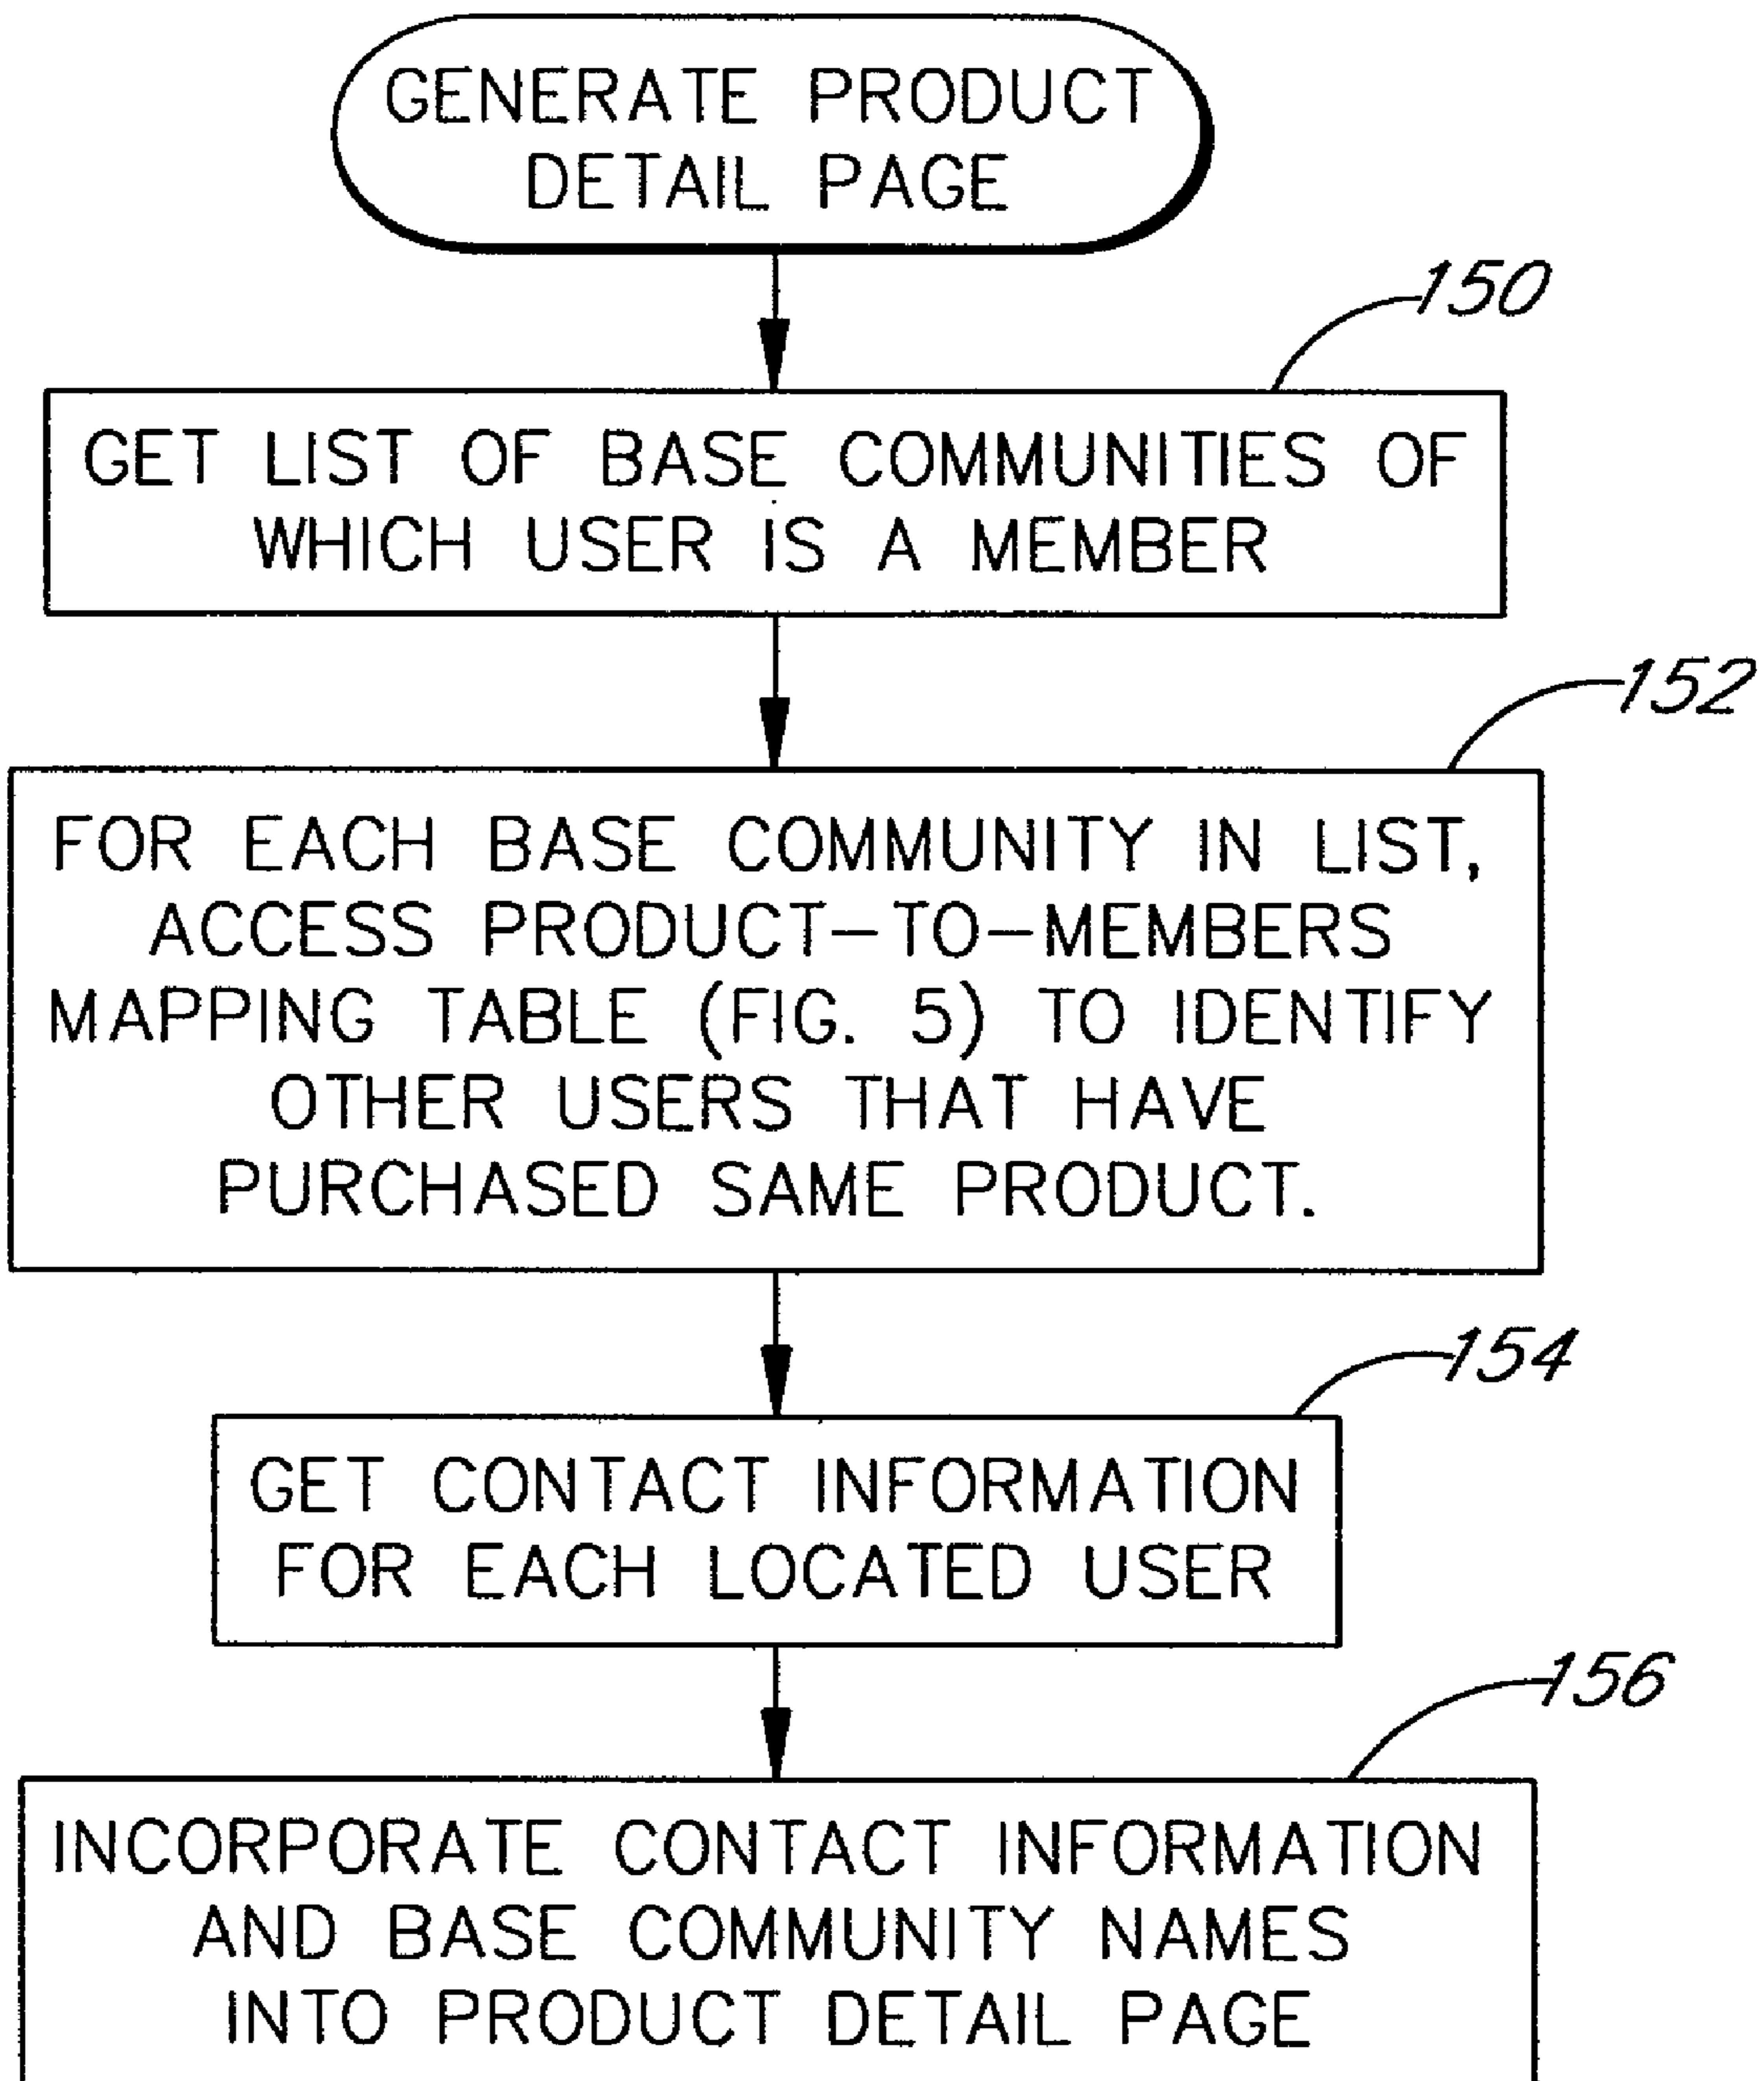 GENERATE PRODUCT
DETAIL PAGE
150
GET LIST OF BASE COMMUNITIES OF
WHICH USER IS A MEMBER
152
FOR EACH BASE COMMUNITY IN LIST,
ACCESS PRODUCT-TO-MEMBERS
MAPPING TABLE (FIG. 5) TO IDENTIFY
OTHER USERS THAT HAVE
PURCHASED SAME PRODUCT.
154
GET CONTACT INFORMATION
FOR EACH LOCATED USER
156
INCORPORATE CONTACT INFORMATION
AND BASE COMMUNITY NAMES
INTO PRODUCT DETAIL PAGE